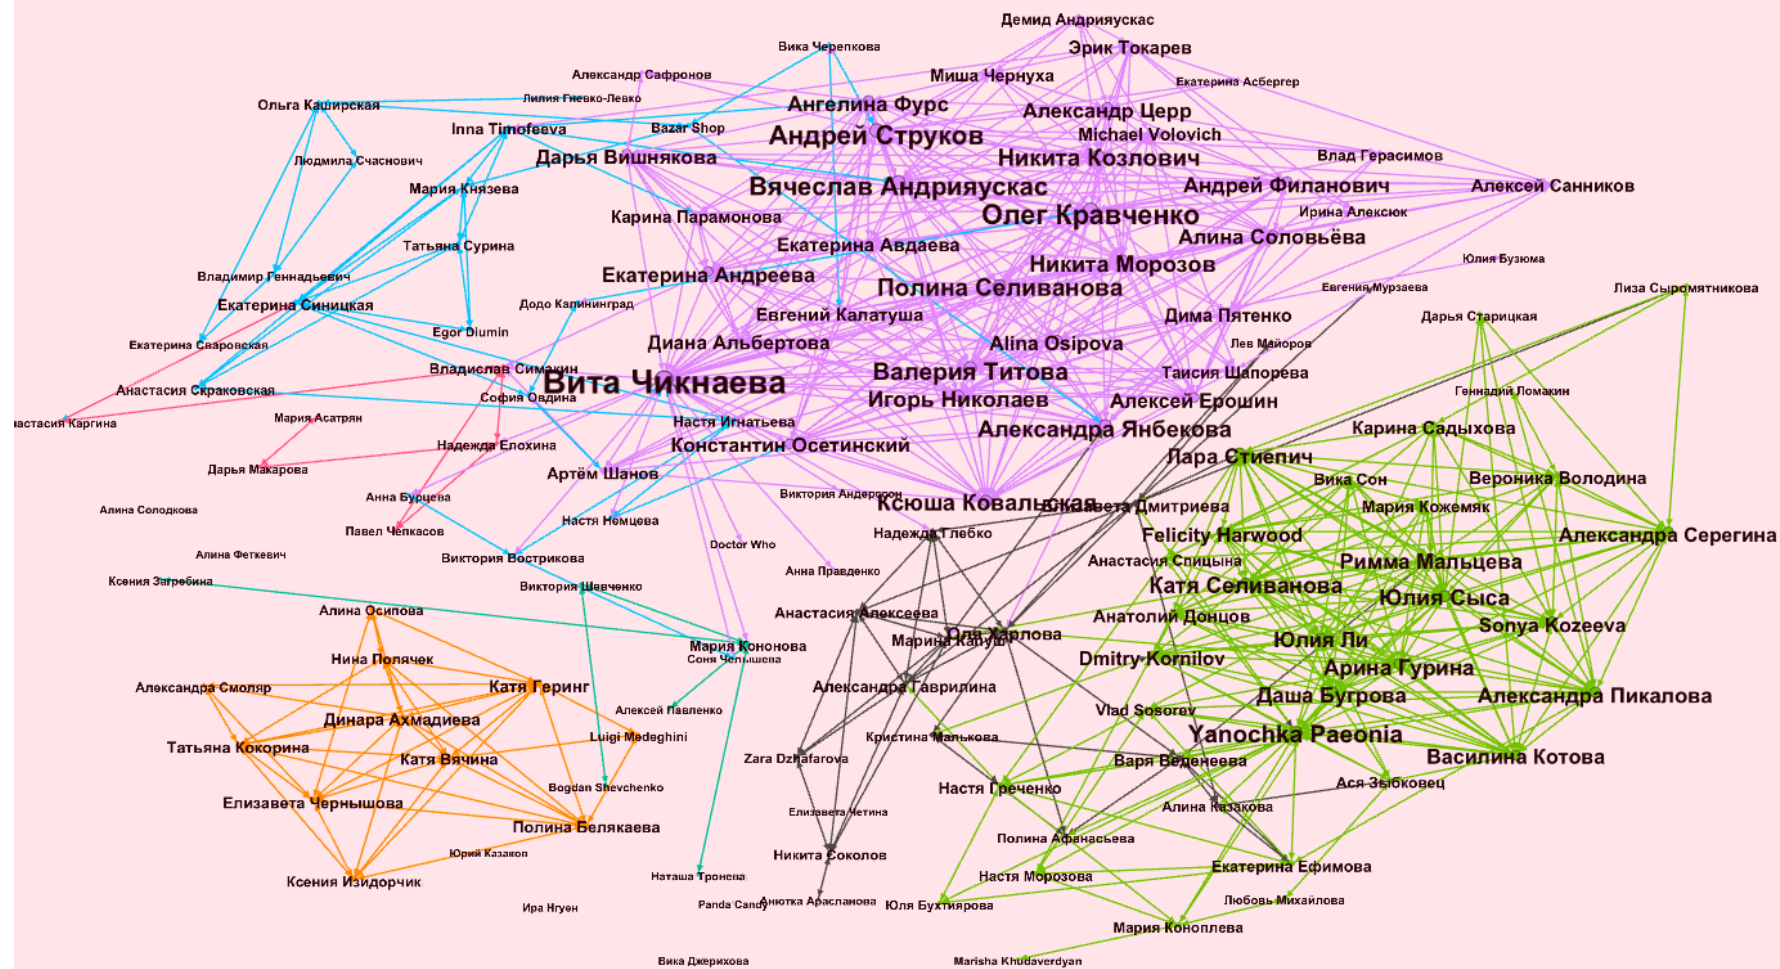 Демид Андрияускас
Вика Черепкова
Эрик Токарев
Александр Сафронов
Миша Чернуха
Екатерина Асбергер
Лилия Гневко-Левко
Ольга Каширская
Ангелина Фурс
Александр Церр
Inna Timofeeva
Bazar Shop
Андрей Струков
Michael Volovich
Людмила Счаснович
Дарья Вишнякова
Никита Козлович
Влад Герасимов
Мария Князева
Вячеслав Андрияускас
Андрей Филанович
Алексей Санников
Карина Парамонова
Олег Кравченко
Ирина Алексюк
Татьяна Сурина
Екатерина Авдаева
Алина Соловьёва
Владимир Геннадьевич
Екатерина Андреева
Никита Морозов
Юлия Бузюма
Екатерина Синицкая
Додо Калининград
Полина Селиванова
Евгения Мурзаева
Лиза Сыромятникова
Egor Diumin
Евгений Калатуша
Дима Пятенко
Дарья Старицкая
Екатерина Сваровская
Диана Альбертова
Alina Osipova
Лев Майоров
Владислав Симакин
Вита Чикнаева
Валерия Титова
Таисия Шапорева
Анастасия Скраковская
София Овдина
Игорь Николаев
Алексей Ерошин
Геннадий Ломакин
настасия Каргина
Мария Асатрян
Настя Игнатьева
Александра Янбекова
Карина Садыхова
Надежда Елохина
Константин Осетинский
Лара Стиепич
Дарья Макарова
Артём Шанов
Вика Сон
Вероника Володина
Анна Бурцева
Виктория Андерссон
Ксюша Ковальская
Елизавета Дмитриева
Мария Кожемяк
Алина Солодкова
Павел Чепкасов
Настя Немцева
Надежда Глебко
Felicity Harwood
Александра Серегина
Алина Феткевич
Виктория Вострикова
Doctor Who
Анна Правденко
Анастасия Спицына
Римма Мальцева
Ксения Загребина
Виктория Шевченко
Катя Селиванова
Юлия Сыса
Алина Осипова
Анастасия Алексеева
Анатолий Донцов
Sonya Kozeeva
Мария Кононова
Марина Капуш
Оля Харлова
Юлия Ли
Нина Полячек
Соня Челышева
Dmitry Kornilov
Арина Гурина
Александра Смоляр
Катя Геринг
Александра Гаврилина
Даша Бугрова
Александра Пикалова
Динара Ахмадиева
Алексей Павленко
Vlad Sosorev
Татьяна Кокорина
Luigi Medeghini
Кристина Малькова
Yanochka Paeonia
Катя Вячина
Zara Dzhafarova
Варя Веденеева
Василина Котова
Bogdan Shevchenko
Настя Греченко
Ася Зыбковец
Елизавета Чернышова
Елизавета Четина
Алина Казакова
Полина Белякаева
Полина Афанасьева
Юрий Казаков
Никита Соколов
Екатерина Ефимова
Ксения Изидорчик
Наташа Тронева
Настя Морозова
Ира Нгуен
Panda Candy
Анютка Арасланова
Юля Бухтиярова
Любовь Михайлова
Мария Коноплева
Вика Джерихова
Marisha Khudaverdyan